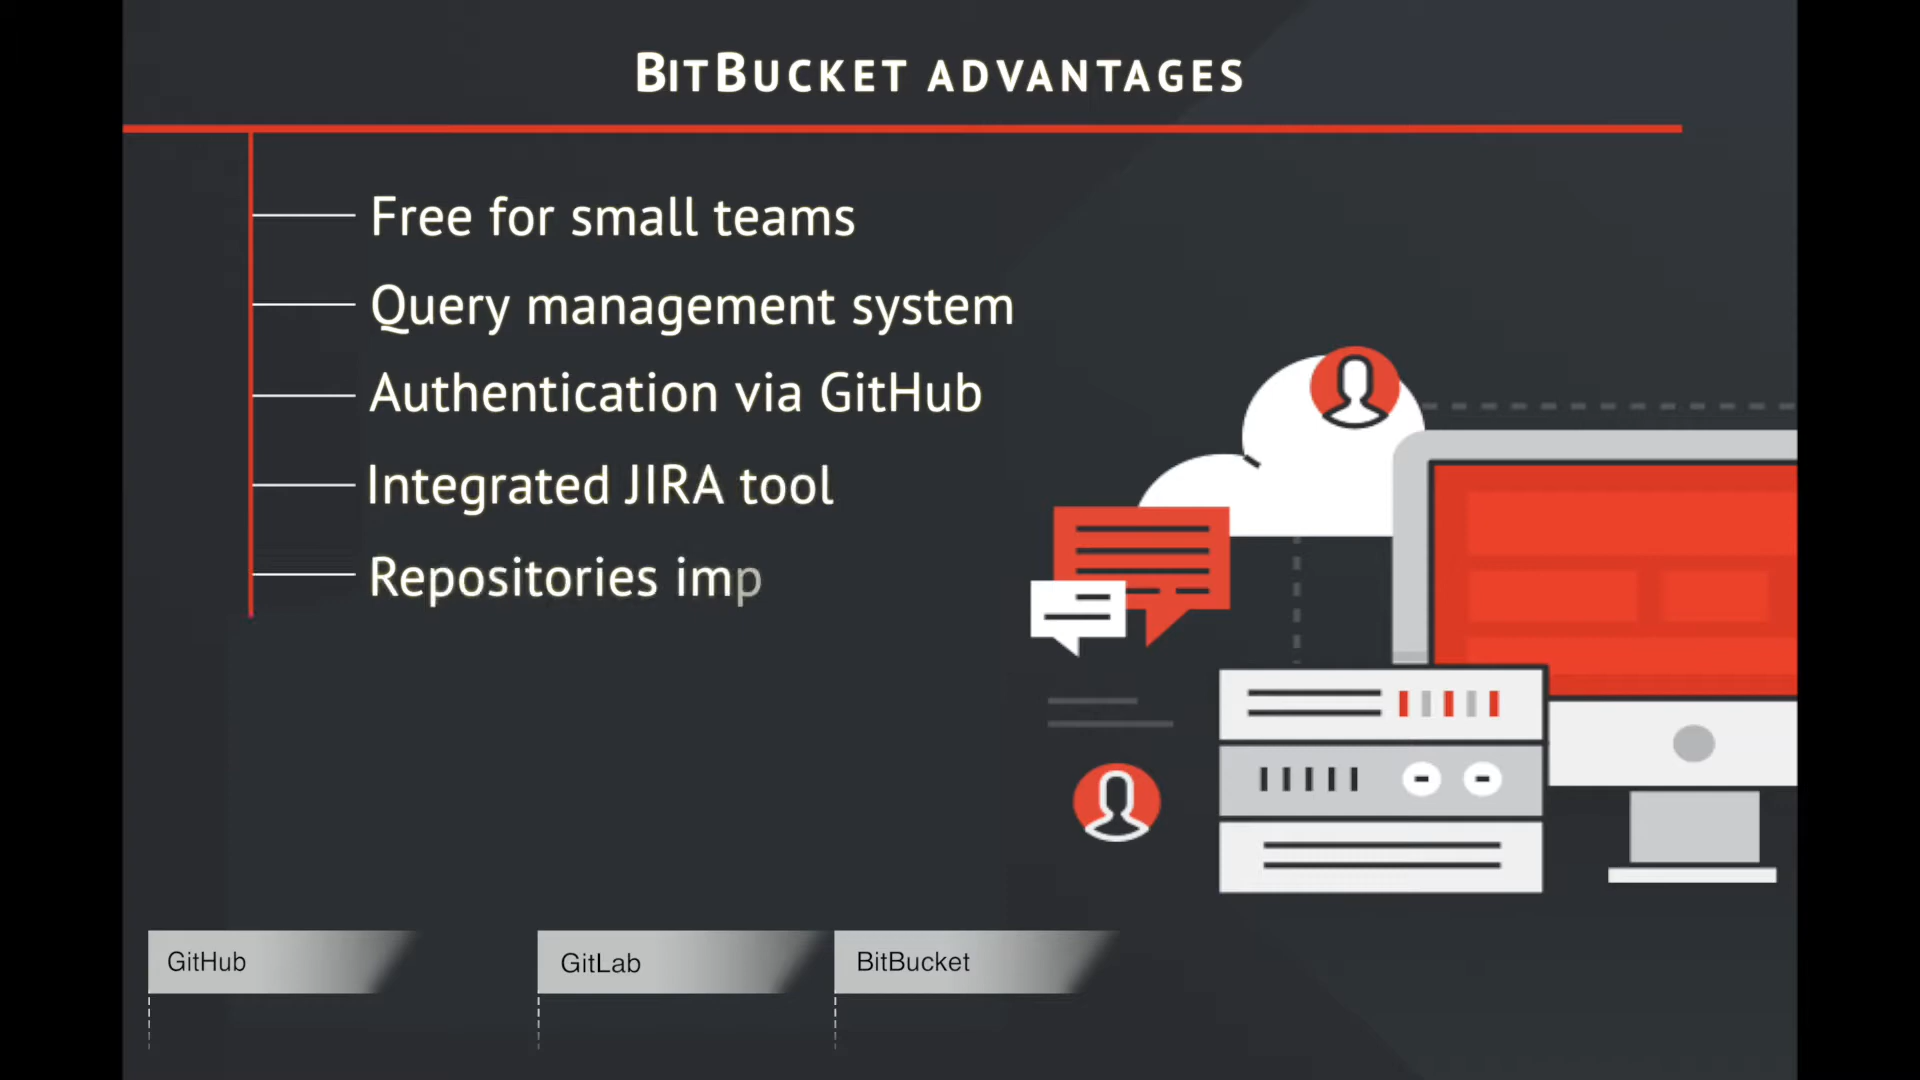 BITBUCKET ADVANTAGES
Free for small teams
Query management system
Authentication via GitHub
Integrated JIRA tool
Repositories imp
GitHub
GitLab
BitBucket